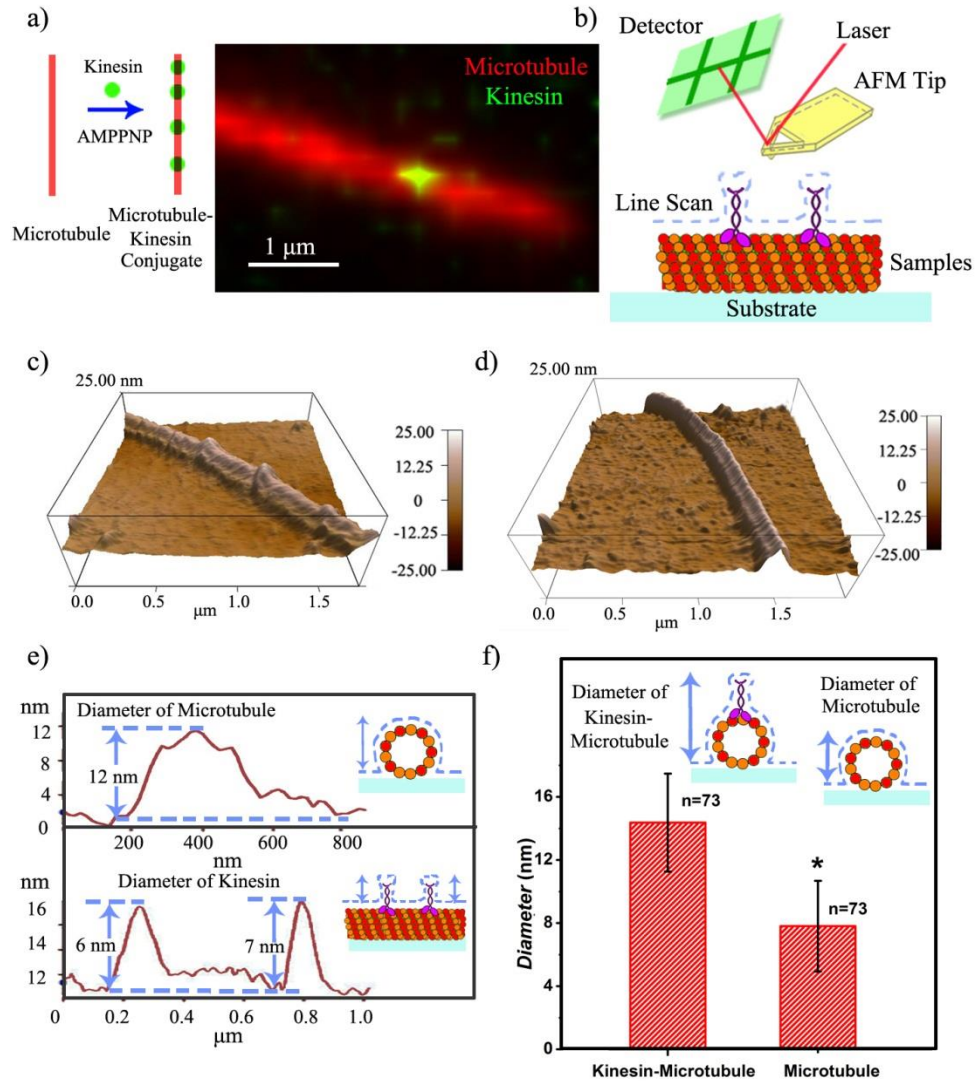 a)
Kinesin
AMPPNP
Microtubule
Microtubule-
Kinesin
Conjugate
Microtubule
Kinesin
1 μm
b)
Detector
Laser
AFM Tip
Line Scan
Samples
Substrate
c)
25.00 nm
25.00
12.25
0
-12.25
-25.00
0.0
0.5
1.0
1.5
μm
d)
25.00 nm
25.00
12.25
0
-12.25
-25.00
0.0
0.5
1.0
1.5
μm
e)
nm
Diameter of Microtubule
12
8
4
0
12 nm
200
400
600
800
nm
nm
Diameter of Kinesin
16
14
12
6 nm
7 nm
0
0.2
0.4
0.6
0.8
1.0
μm
f)
Diameter of
Kinesin-
Microtubule
Diameter of
Microtubule
Diameter (nm)
16
12
8
4
0
n=73
*
n=73
Kinesin-Microtubule
Microtubule